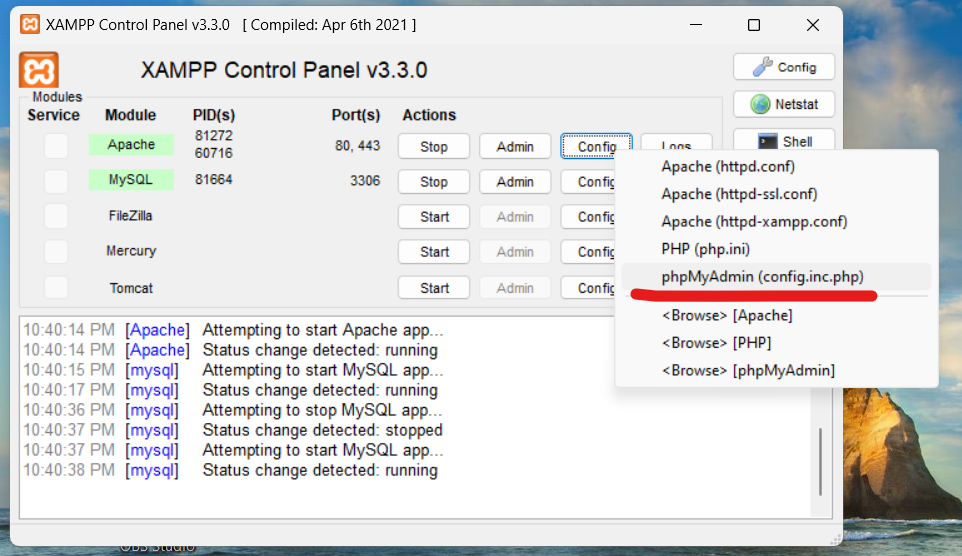 XAMPP Control Panel v3.3.0 [ Compiled: Apr 6th 2021 ]
XAMPP Control Panel v3.3.0
Config
Modules
Service Module PID(s) Port(s) Actions
Netstat
Apache 81272 60716 80, 443 Stop Admin Config Logs
Shell
MySQL 81664 3306 Stop Admin Config
FileZilla Start Admin Config
Mercury Start Admin Config
Tomcat Start Admin Config
Apache (httpd.conf)
Apache (httpd-ssl.conf)
Apache (httpd-xampp.conf)
PHP (php.ini)
phpMyAdmin (config.inc.php)
<Browse> [Apache]
<Browse> [PHP]
<Browse> [phpMyAdmin]
10:40:14 PM [Apache] Attempting to start Apache app...
10:40:14 PM [Apache] Status change detected: running
10:40:15 PM [mysql] Attempting to start MySQL app...
10:40:17 PM [mysql] Status change detected: running
10:40:36 PM [mysql] Attempting to stop MySQL app...
10:40:37 PM [mysql] Status change detected: stopped
10:40:37 PM [mysql] Attempting to start MySQL app...
10:40:38 PM [mysql] Status change detected: running
OBS Studio